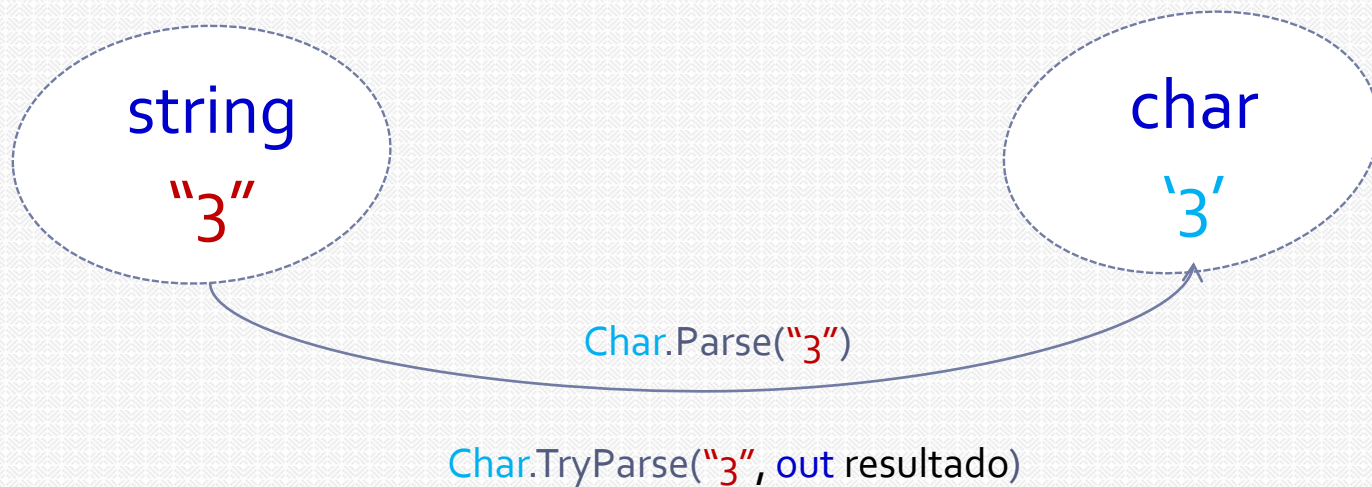 string
“3”
char
‘3’
Char.Parse(“3”)
Char.TryParse(“3”, out resultado)